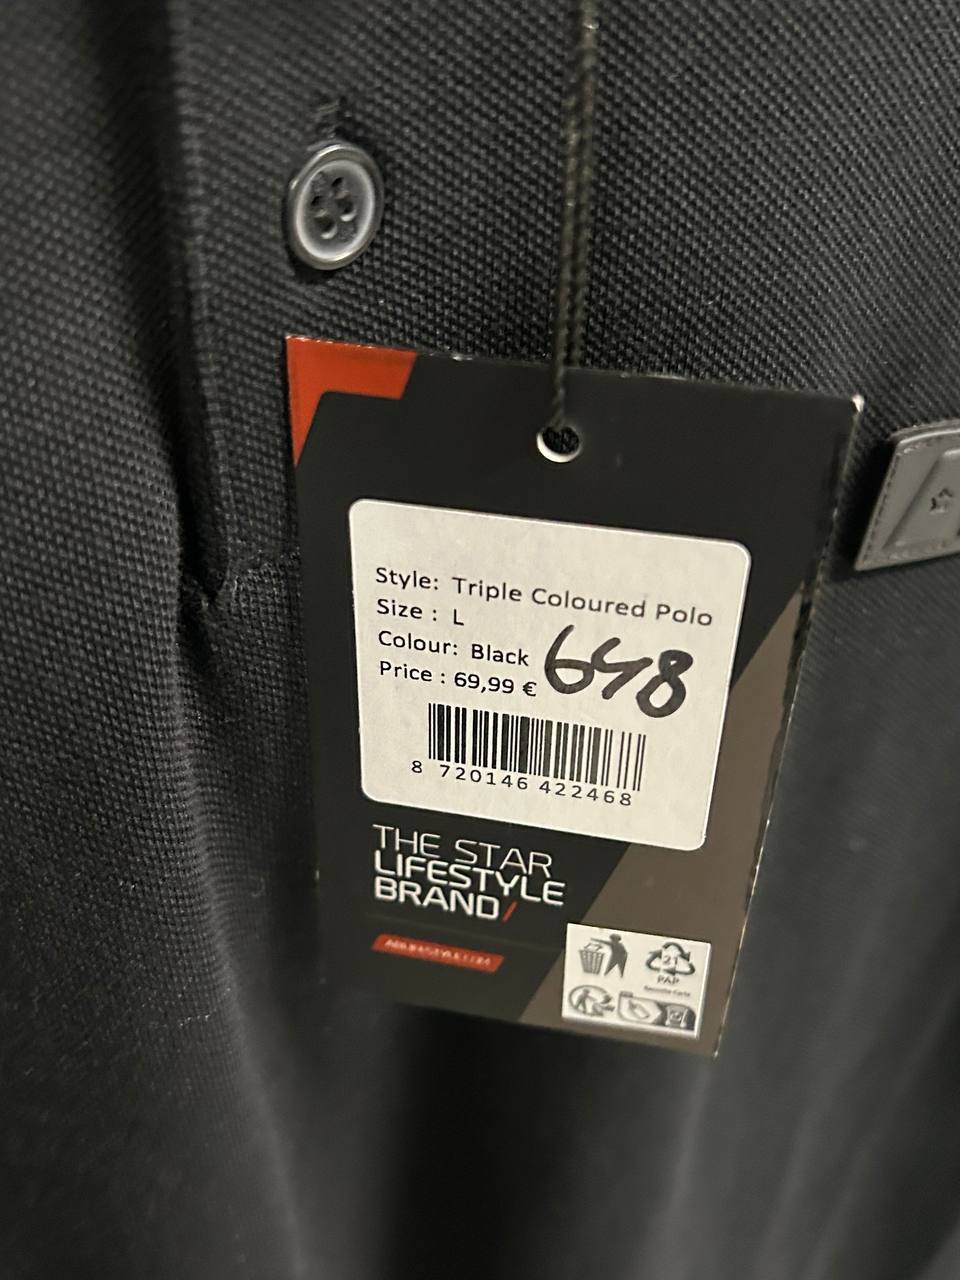 Style: Triple Coloured Polo
Size : L
Colour: Black
Price : 69,99 €
648
8 720146 422468
THE STAR
LIFESTYLE
BRAND/
21
PAP